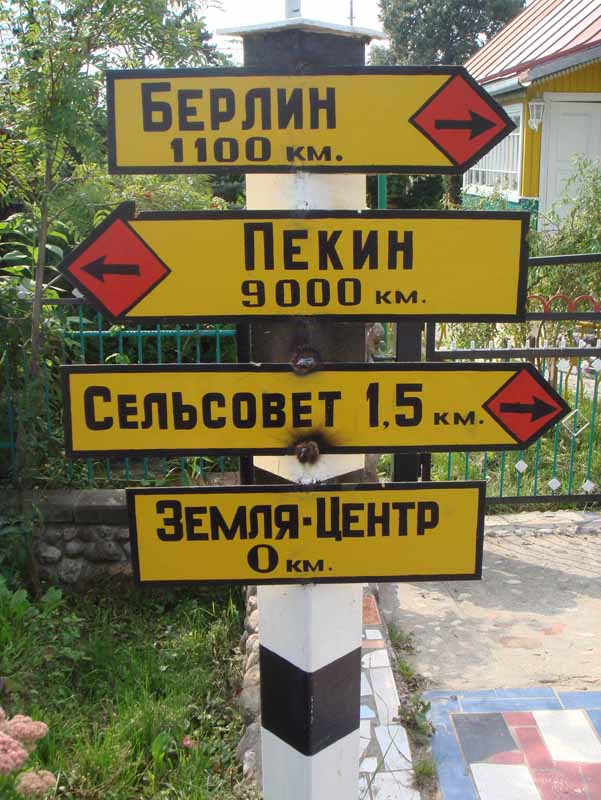 Берлин
1100 км.
Пекин
9000 км.
Сельсовет 1,5 км.
Земля-Центр
0 км.